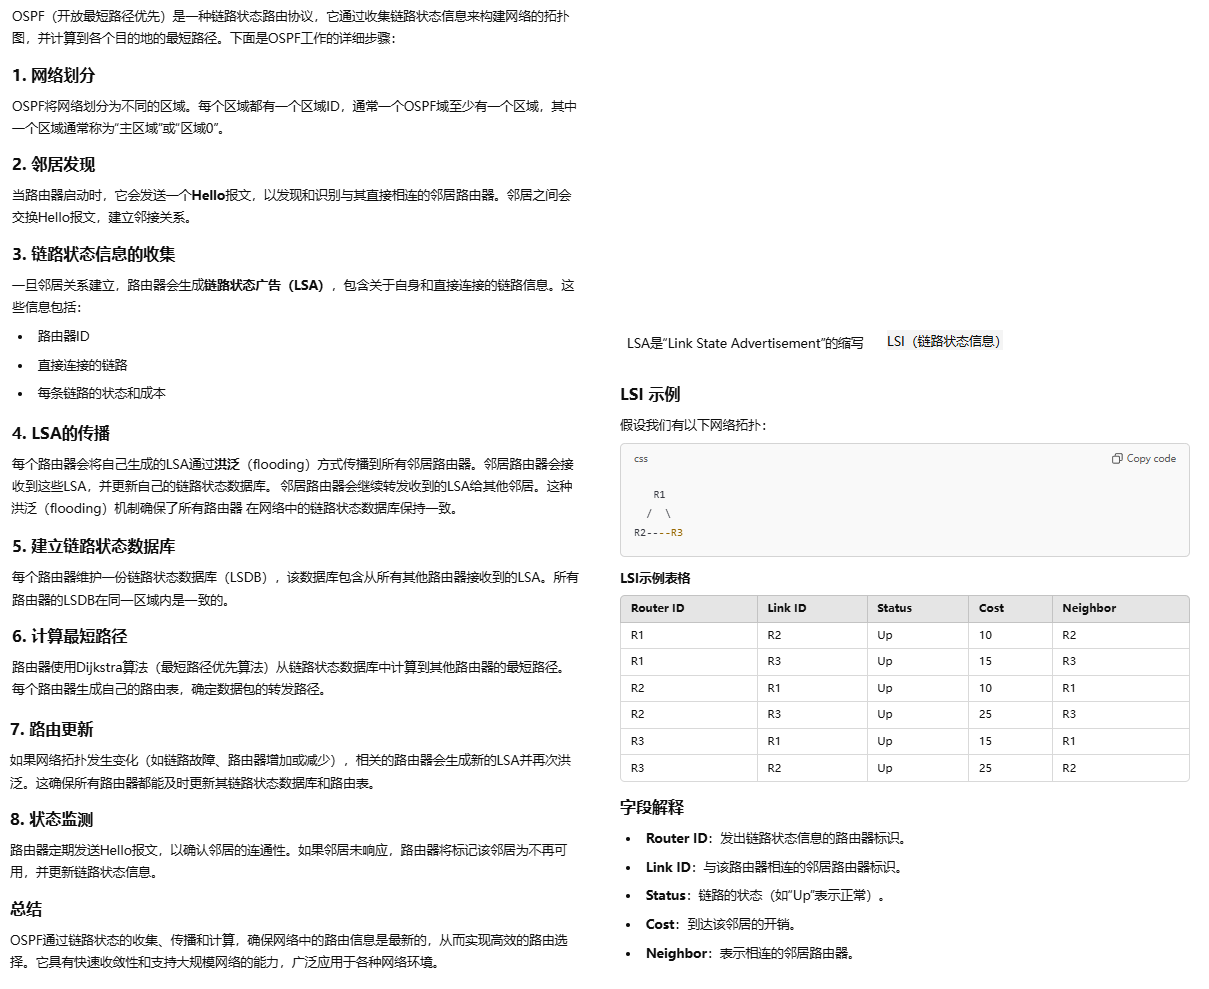 OSPF（开放最短路径优先）是一种链路状态路由协议，它通过收集链路状态信息来构建网络的拓扑
图，并计算到各个目的地的最短路径。下面是OSPF工作的详细步骤：
1. 网络划分
OSPF将网络划分为不同的区域。每个区域都有一个区域ID，通常一个OSPF域至少有一个区域，其中
一个区域通常称为“主区域”或“区域0”。
2. 邻居发现
当路由器启动时，它会发送一个Hello报文，以发现和识别与其直接相连的邻居路由器。邻居之间会
交换Hello报文，建立邻接关系。
3. 链路状态信息的收集
一旦邻居关系建立，路由器会生成链路状态广告（LSA），包含关于自身和直接连接的链路信息。这
些信息包括：
• 路由器ID
• 直接连接的链路
• 每条链路的状态和成本
4. LSA的传播
每个路由器会将自己生成的LSA通过洪泛（flooding）方式传播到所有邻居路由器。邻居路由器会接
收到这些LSA，并更新自己的链路状态数据库。邻居路由器会继续转发收到的LSA给其他邻居。这种
洪泛（flooding）机制确保了所有路由器 在网络中的链路状态数据库保持一致。
5. 建立链路状态数据库
每个路由器维护一份链路状态数据库（LSDB），该数据库包含从所有其他路由器接收到的LSA。所有
路由器的LSDB在同一区域内是一致的。
6. 计算最短路径
路由器使用Dijkstra算法（最短路径优先算法）从链路状态数据库中计算到其他路由器的最短路径。
每个路由器生成自己的路由表，确定数据包的转发路径。
7. 路由更新
如果网络拓扑发生变化（如链路故障、路由器增加或减少），相关的路由器会生成新的LSA并再次洪
泛。这确保所有路由器都能及时更新其链路状态数据库和路由表。
8. 状态监测
路由器定期发送Hello报文，以确认邻居的连通性。如果邻居未响应，路由器将标记该邻居为不再可
用，并更新链路状态信息。
总结
OSPF通过链路状态的收集、传播和计算，确保网络中的路由信息是最新的，从而实现高效的路由选
择。它具有快速收敛性和支持大规模网络的能力，广泛应用于各种网络环境。
LSA是“Link State Advertisement”的缩写 LSI（链路状态信息）
LSI 示例
假设我们有以下网络拓扑：
css Copy code
R1
/ \
R2----R3
LSI示例表格
Router ID Link ID Status Cost Neighbor
R1 R2 Up 10 R2
R1 R3 Up 15 R3
R2 R1 Up 10 R1
R2 R3 Up 25 R3
R3 R1 Up 15 R1
R3 R2 Up 25 R2
字段解释
• Router ID：发出链路状态信息的路由器标识。
• Link ID：与该路由器相连的邻居路由器标识。
• Status：链路的状态（如“Up”表示正常）。
• Cost：到达该邻居的开销。
• Neighbor：表示相连的邻居路由器。